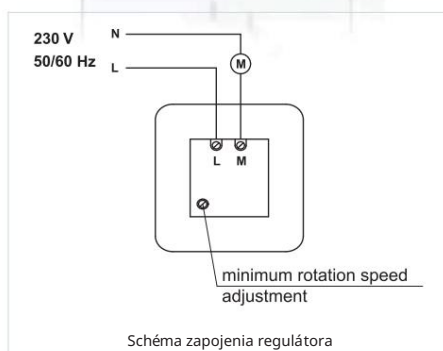 230 V
N
50/60 Hz
L
M
L M
minimum rotation speed
adjustment
Schéma zapojenia regulátora